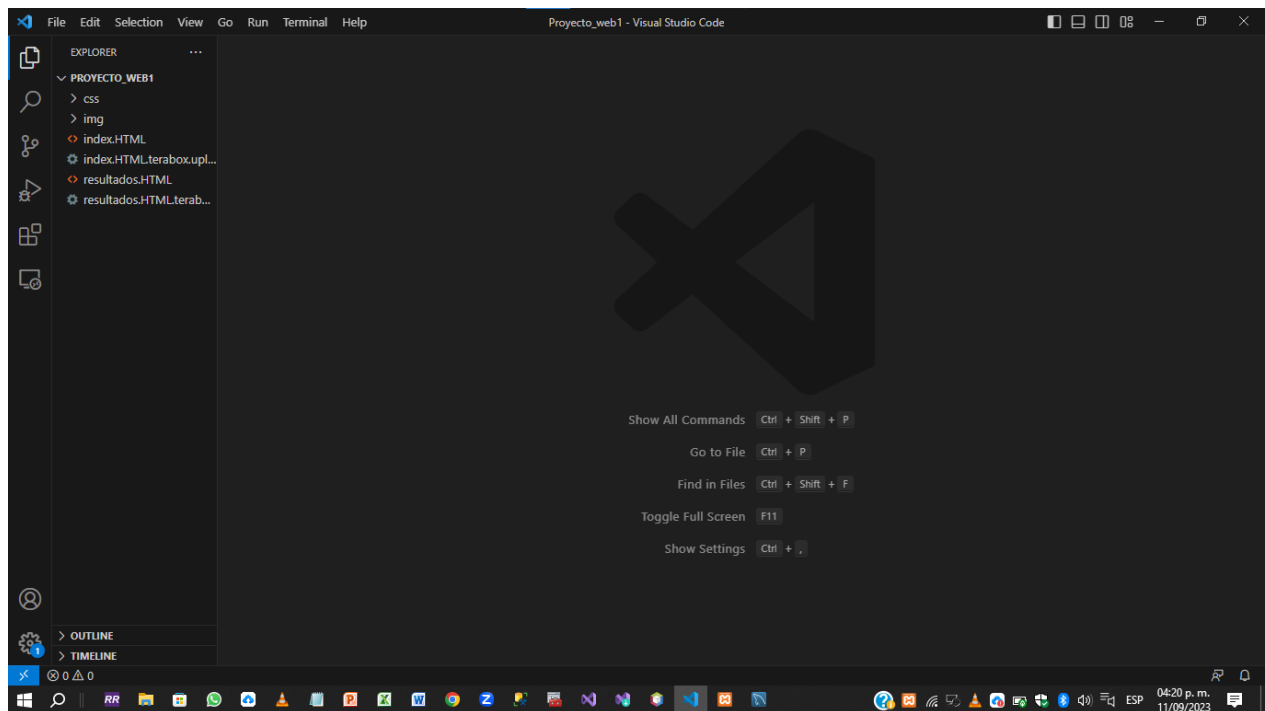 File Edit Selection View Go Run Terminal Help
Proyecto_web1 - Visual Studio Code
EXPLORER
PROYECTO_WEB1
css
img
index.HTML
index.HTML.terabox.upl...
resultados.HTML
resultados.HTML.terab...
Show All Commands Ctrl + Shift + P
Go to File Ctrl + P
Find in Files Ctrl + Shift + F
Toggle Full Screen F11
Show Settings Ctrl + ,
OUTLINE
1
TIMELINE
0 0
RR
ESP
04:20 p. m.
11/09/2023